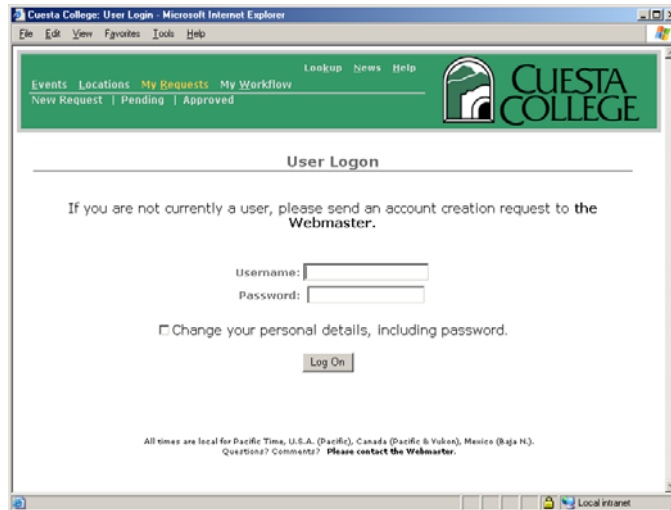 Cuesta College: User Login - Microsoft Internet Explorer
File Edit View Favorites Tools Help
Lookup News Help
Events Locations My Requests My Workflow
New Request | Pending | Approved
CUESTA
COLLEGE
User Logon
If you are not currently a user, please send an account creation request to the
Webmaster.
Username:
Password:
Change your personal details, including password.
Log On
All times are local for Pacific Time, U.S.A. (Pacific), Canada (Pacific & Yukon), Mexico (Baja N.).
Questions? Comments? Please contact the Webmaster.
Local intranet